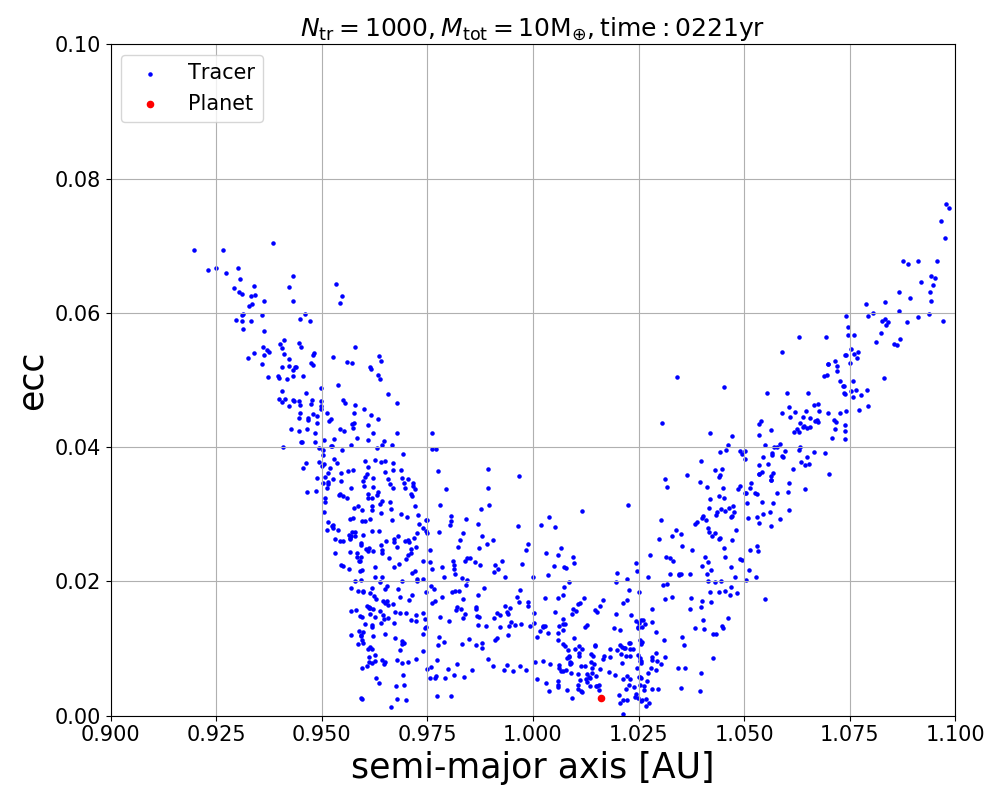 N_tr = 1000, M_tot = 10M_⊕, time : 0221yr
0.10
Tracer
Planet
0.08
0.06
ecc
0.04
0.02
0.00
0.900 0.925 0.950 0.975 1.000 1.025 1.050 1.075 1.100
semi-major axis [AU]